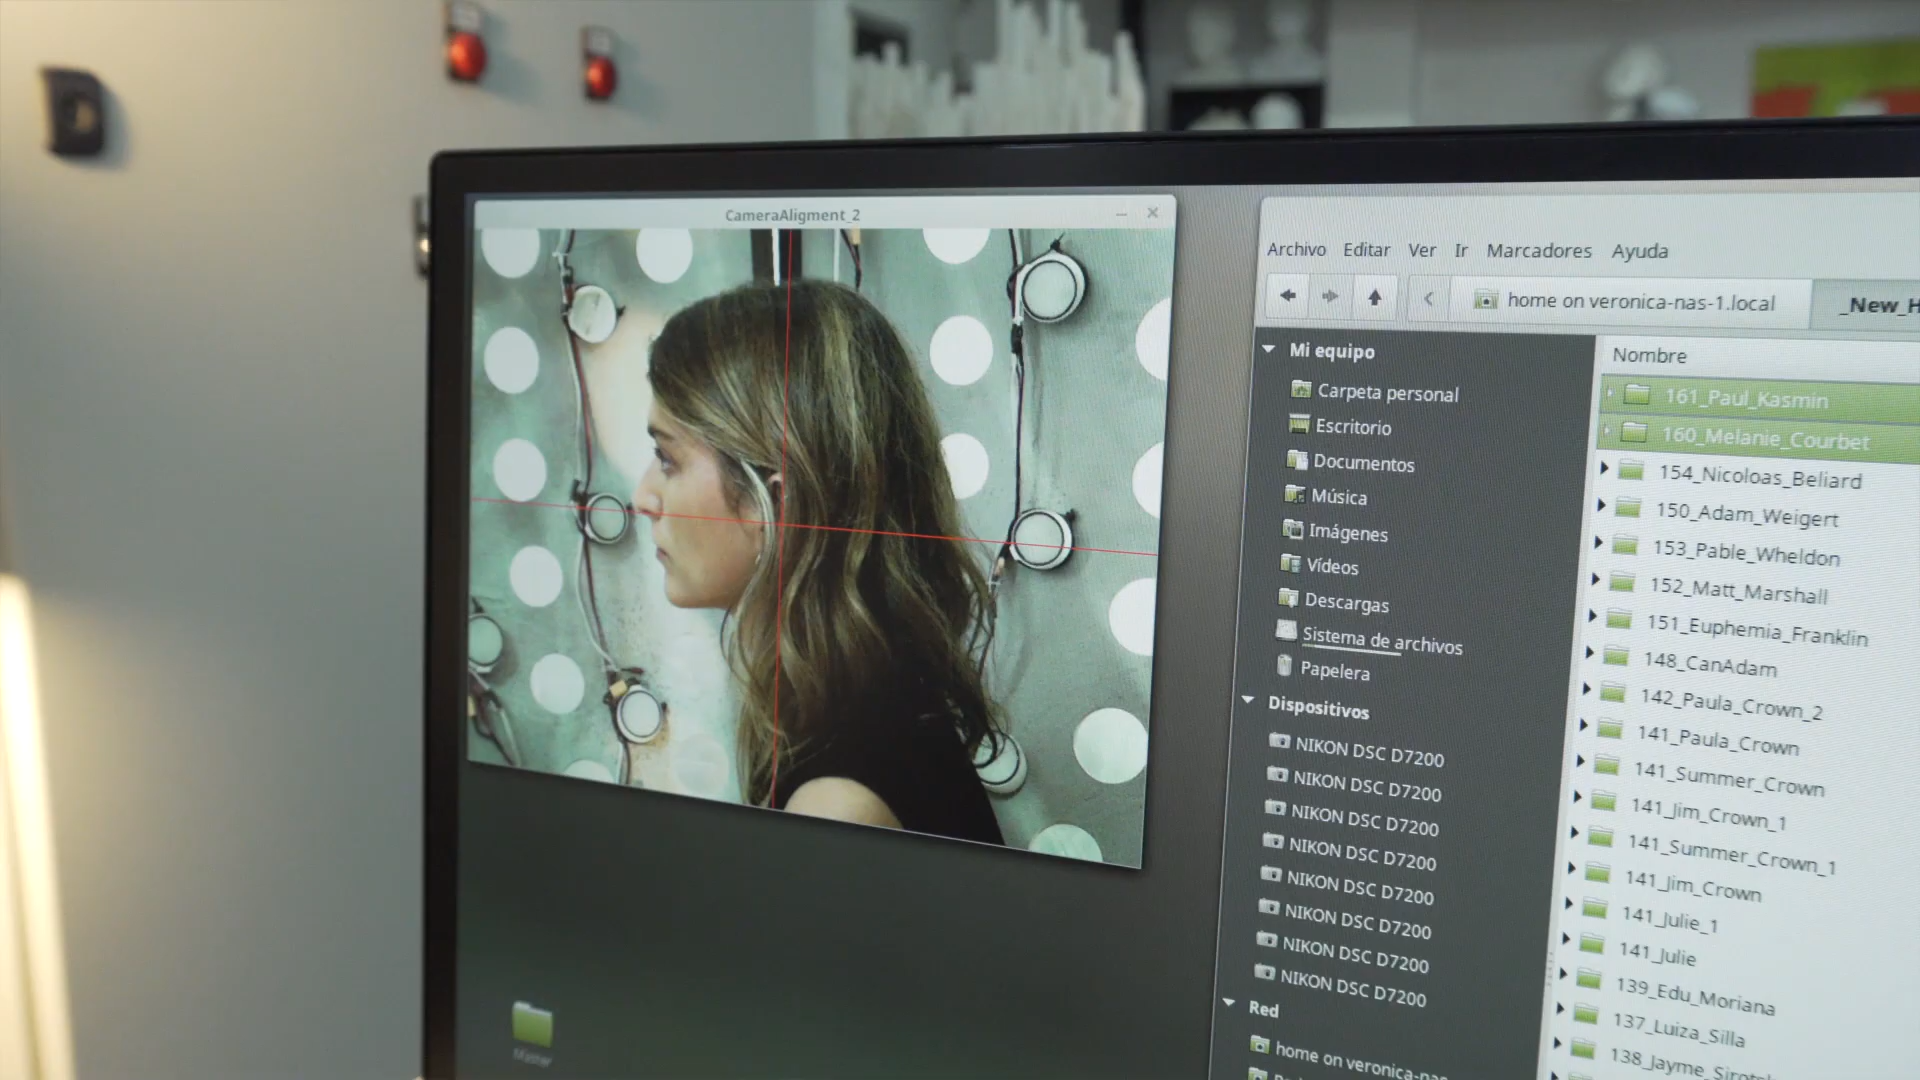 CameraAligment_2
Archivo Editar Ver Ir Marcadores Ayuda
home on veronica-nas-1.local
_New_H
Mi equipo
Carpeta personal
Escritorio
Documentos
Música
Imágenes
Vídeos
Descargas
Sistema de archivos
Papelera
Dispositivos
NIKON DSC D7200
NIKON DSC D7200
NIKON DSC D7200
NIKON DSC D7200
NIKON DSC D7200
NIKON DSC D7200
NIKON DSC D7200
NIKON DSC D7200
Red
home on veronica-nas
Nombre
161_Paul_Kasmin
160_Melanie_Courbet
154_Nicoloas_Beliard
150_Adam_Weigert
153_Pable_Wheldon
152_Matt_Marshall
151_Euphemia_Franklin
148_CanAdam
142_Paula_Crown_2
141_Paula_Crown
141_Summer_Crown
141_Jim_Crown_1
141_Summer_Crown_1
141_Jim_Crown
141_Julie_1
141_Julie
139_Edu_Moriana
137_Luiza_Silla